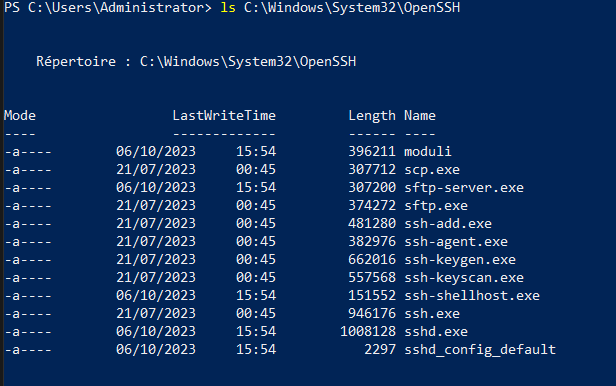 PS C:\Users\Administrator> ls C:\Windows\System32\OpenSSH
Répertoire : C:\Windows\System32\OpenSSH
Mode                LastWriteTime         Length Name
----                -------------         ------ ----
-a----       06/10/2023     15:54         396211 moduli
-a----       21/07/2023     00:45         307712 scp.exe
-a----       06/10/2023     15:54         307200 sftp-server.exe
-a----       21/07/2023     00:45         374272 sftp.exe
-a----       21/07/2023     00:45         481280 ssh-add.exe
-a----       21/07/2023     00:45         382976 ssh-agent.exe
-a----       21/07/2023     00:45         662016 ssh-keygen.exe
-a----       21/07/2023     00:45         557568 ssh-keyscan.exe
-a----       06/10/2023     15:54         151552 ssh-shellhost.exe
-a----       21/07/2023     00:45         946176 ssh.exe
-a----       06/10/2023     15:54        1008128 sshd.exe
-a----       06/10/2023     15:54           2297 sshd_config_default